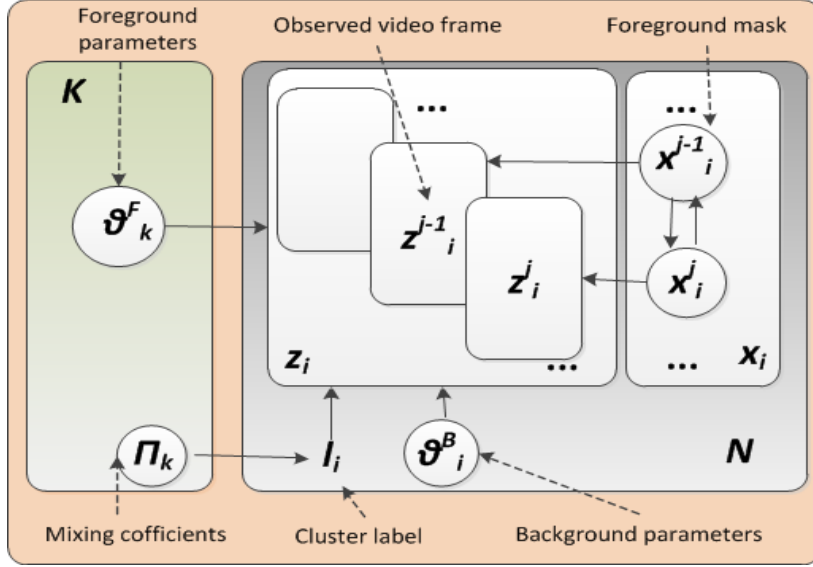 Foreground parameters
Observed video frame
Foreground mask
K
...
...
x^{j-1}_i
ϑ^F_k
z^{j-1}_i
z^j_i
x^j_i
z_i
...
...
x_i
Π_k
l_i
ϑ^B_i
N
Mixing cofficients
Cluster label
Background parameters